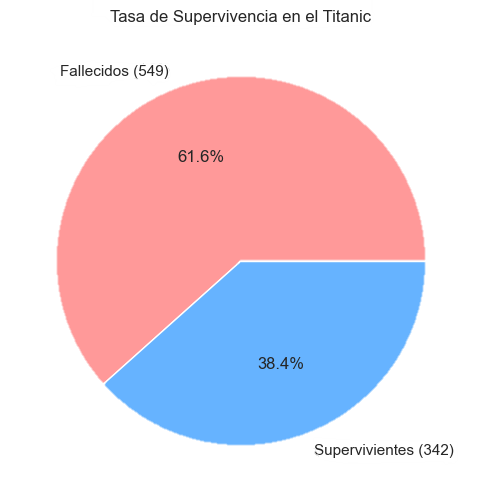 Tasa de Supervivencia en el Titanic
Fallecidos (549)
61.6%
38.4%
Supervivientes (342)